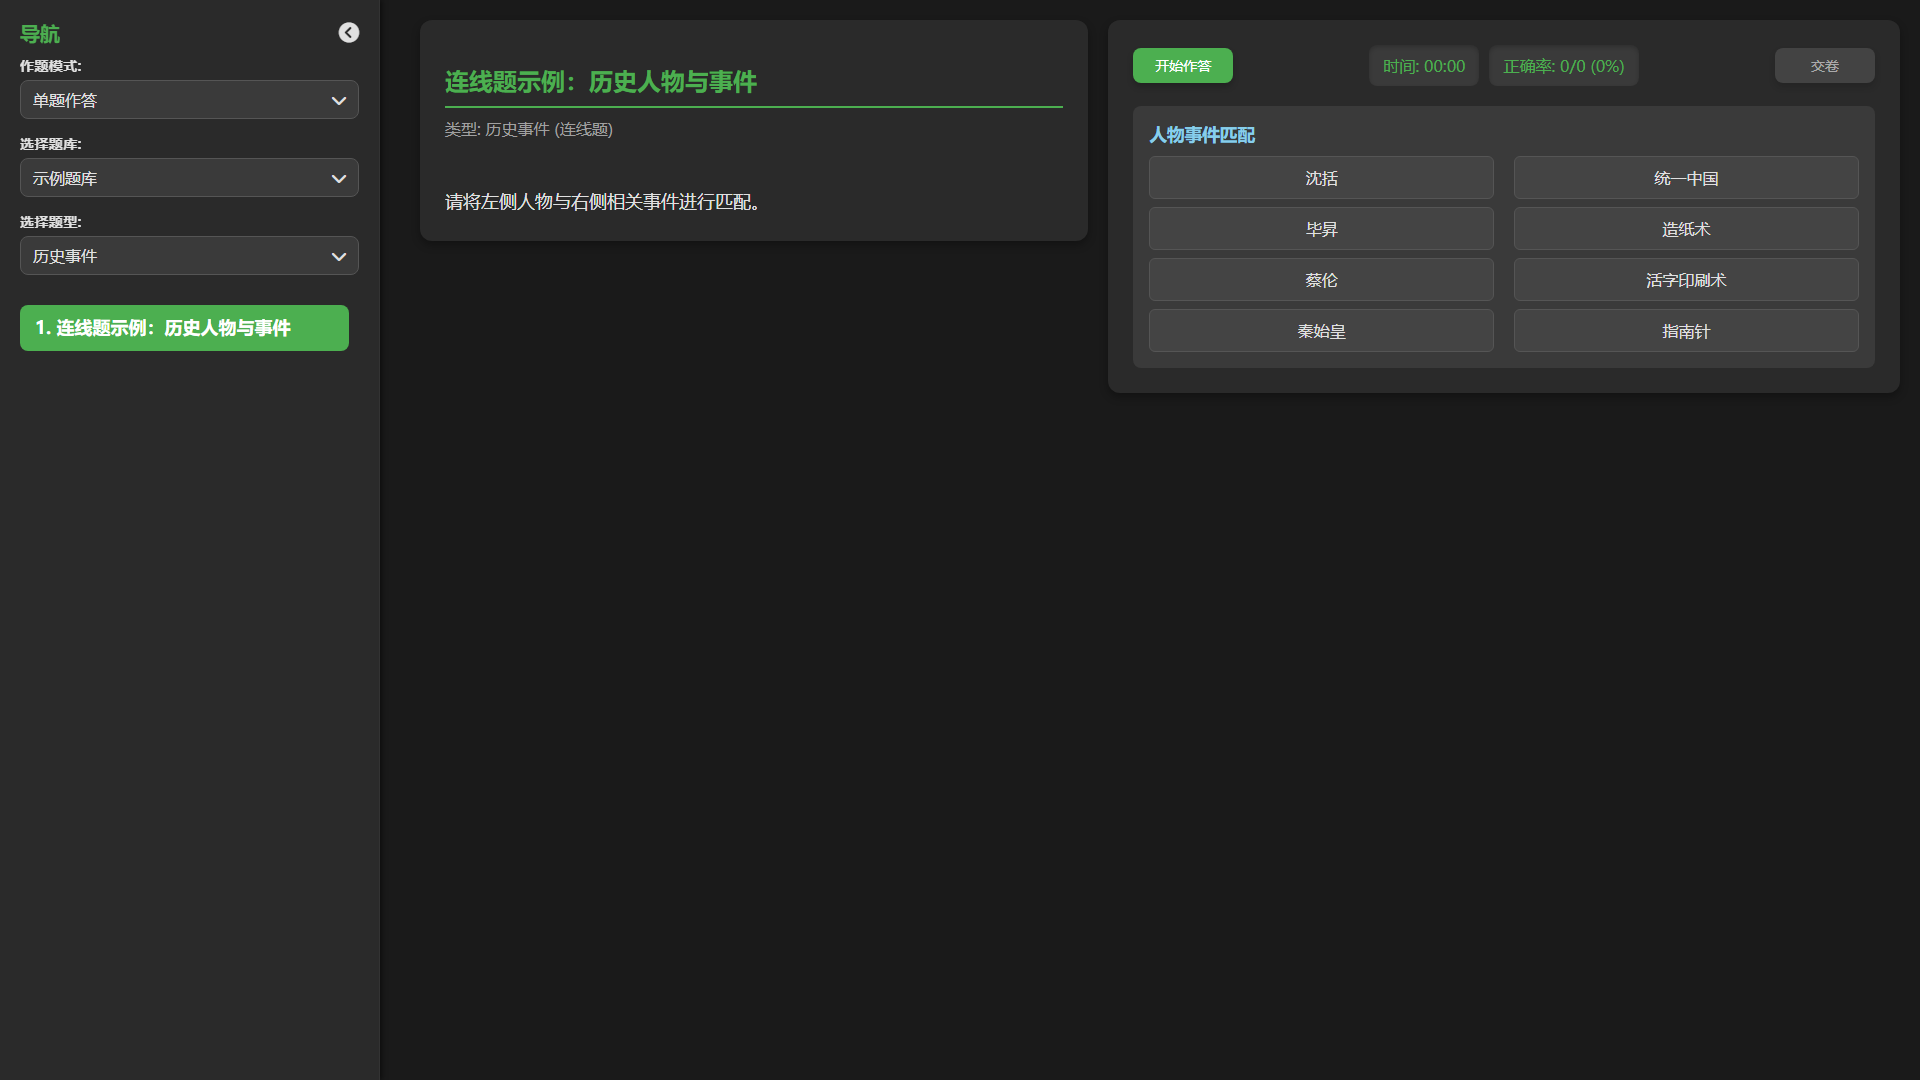 导航
作题模式:
单题作答
选择题库:
示例题库
选择题型:
历史事件
1. 连线题示例：历史人物与事件
连线题示例：历史人物与事件
类型: 历史事件 (连线题)
请将左侧人物与右侧相关事件进行匹配。
开始作答
时间: 00:00
正确率: 0/0 (0%)
交卷
人物事件匹配
沈括
统一中国
毕昇
造纸术
蔡伦
活字印刷术
秦始皇
指南针